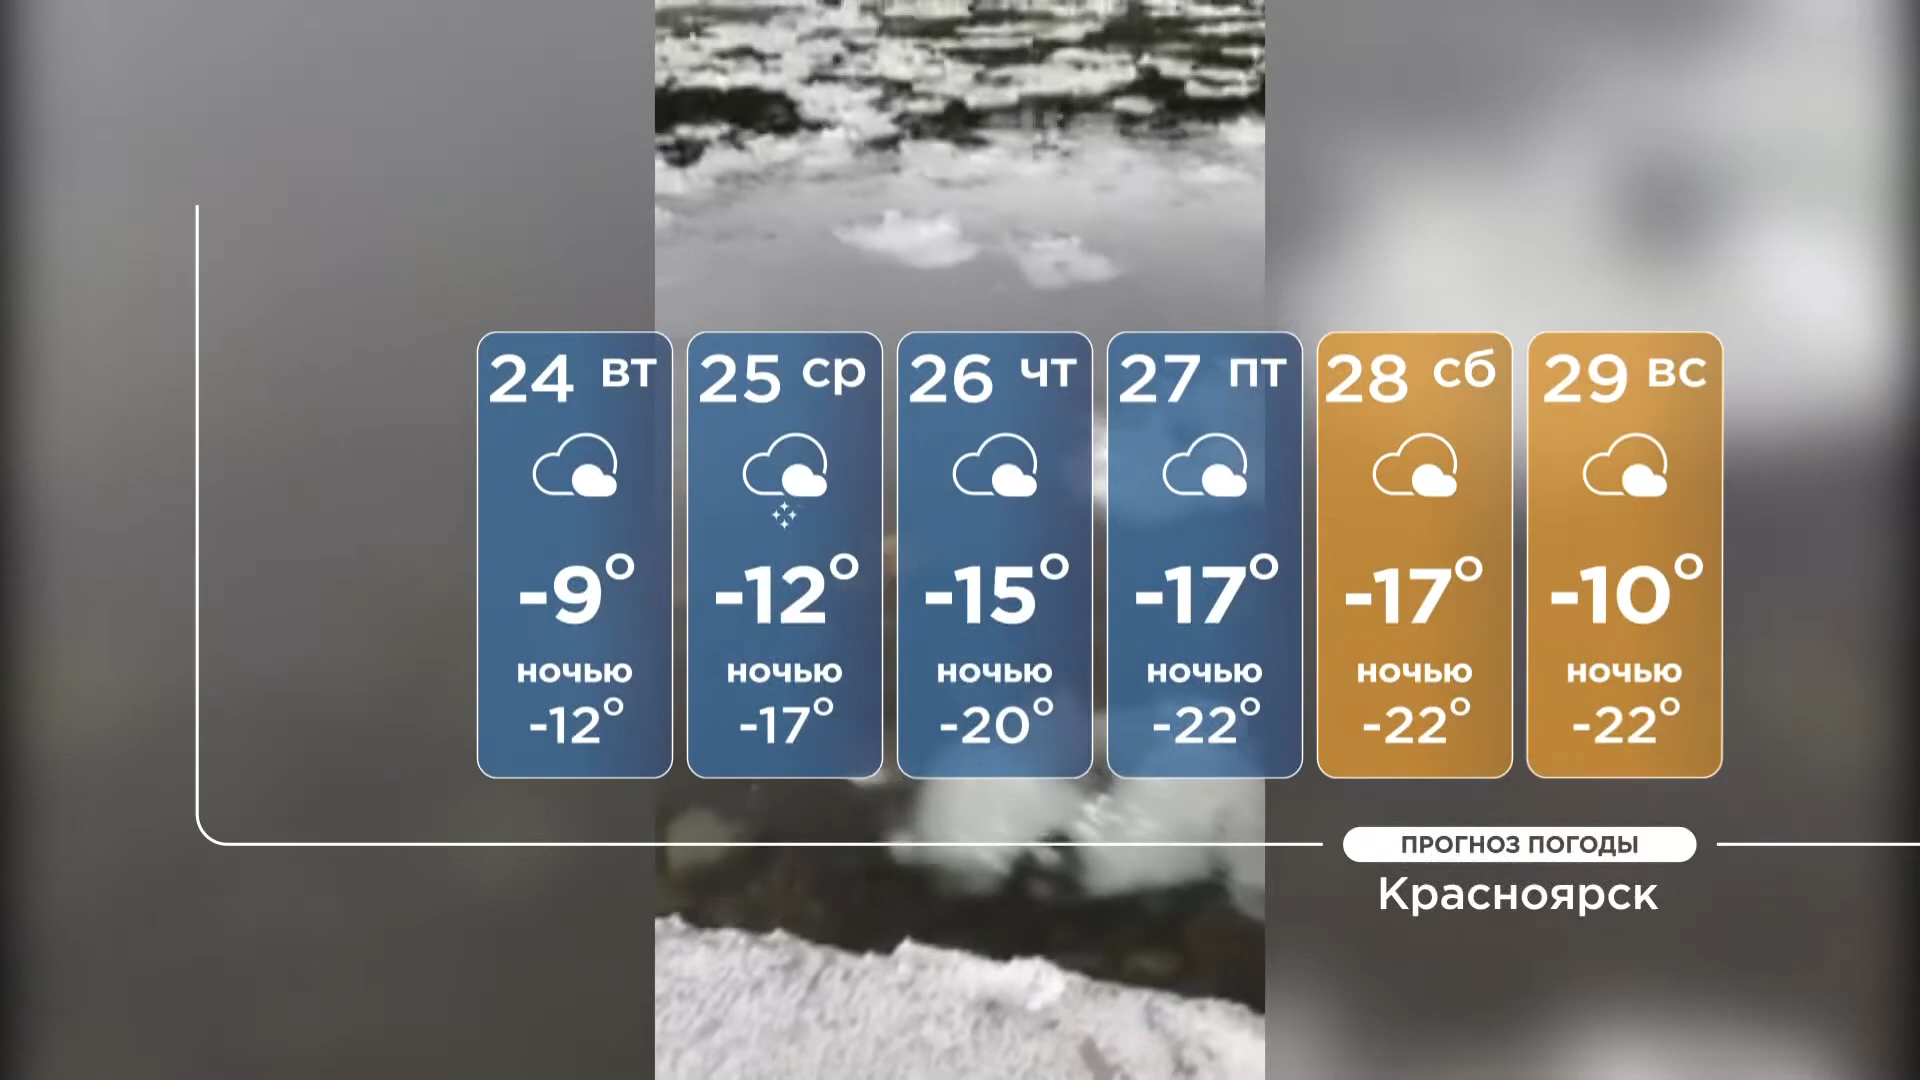 24 вт
-9°
ночью
-12°
25 ср
-12°
ночью
-17°
26 чт
-15°
ночью
-20°
27 пт
-17°
ночью
-22°
28 сб
-17°
ночью
-22°
29 вс
-10°
ночью
-22°
ПРОГНОЗ ПОГОДЫ
Красноярск